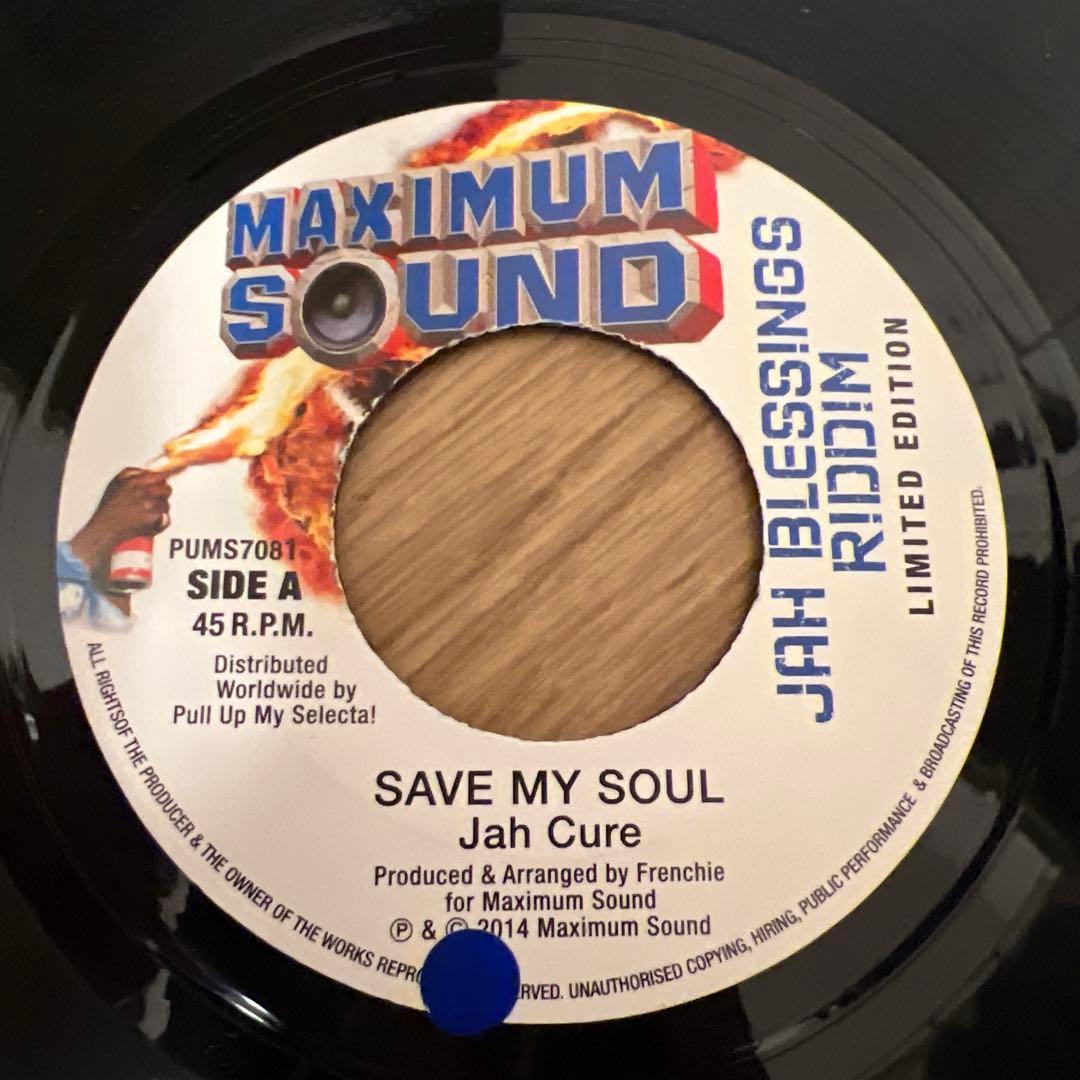 MAXIMUM
SOUND
JAH BLESSINGS
RIDDIM
LIMITED EDITION
PUMS7081
SIDE A
45 R.P.M.
Distributed
Worldwide by
Pull Up My Selecta!
SAVE MY SOUL
Jah Cure
Produced & Arranged by Frenchie
for Maximum Sound
℗ & © 2014 Maximum Sound
ALL RIGHTSOF THE PRODUCER & THE OWNER OF THE WORKS UNAUTHORISED COPYING, HIRING, PUBLIC PERFORMANCE & BROADCASTING OF THIS RECORD PROHIBITED.